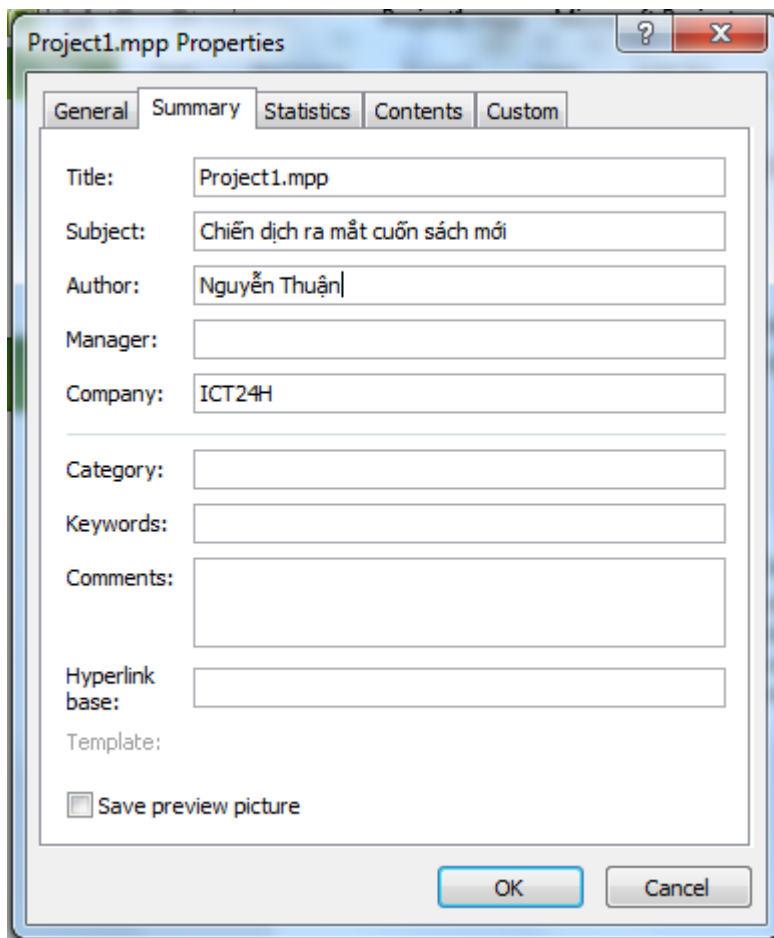 Project1.mpp Properties
General Summary Statistics Contents Custom
Title: Project1.mpp
Subject: Chiến dịch ra mắt cuốn sách mới
Author: Nguyễn Thuận
Manager:
Company: ICT24H
Category:
Keywords:
Comments:
Hyperlink
base:
Template:
Save preview picture
OK Cancel